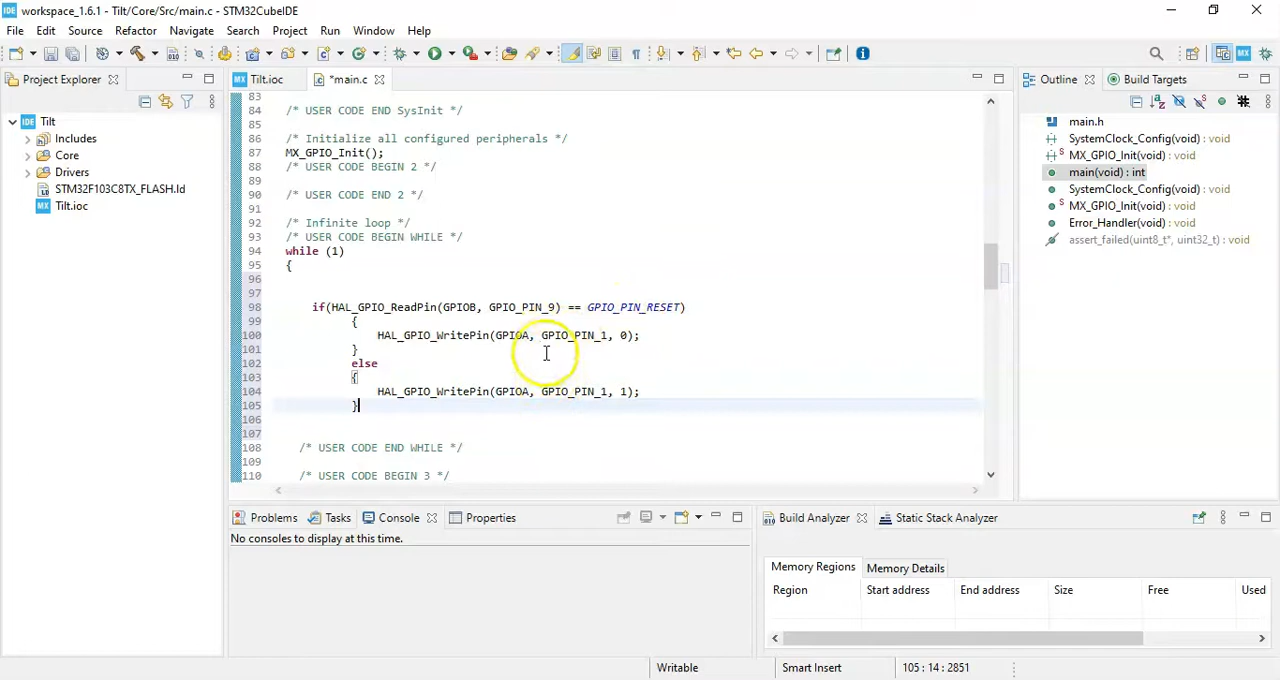 workspace_1.6.1 - Tilt/Core/Src/main.c - STM32CubeIDE
File Edit Source Refactor Navigate Search Project Run Window Help
Project Explorer
Tilt
Includes
Core
Drivers
STM32F103C8TX_FLASH.ld
Tilt.ioc
Tilt.ioc *main.c
83
84 /* USER CODE END SysInit */
85
86 /* Initialize all configured peripherals */
87 MX_GPIO_Init();
88 /* USER CODE BEGIN 2 */
89
90 /* USER CODE END 2 */
91
92 /* Infinite loop */
93 /* USER CODE BEGIN WHILE */
94 while (1)
95 {
96
97
98 if(HAL_GPIO_ReadPin(GPIOB, GPIO_PIN_9) == GPIO_PIN_RESET)
99 {
100 HAL_GPIO_WritePin(GPIOA, GPIO_PIN_1, 0);
101 }
102 else
103 {
104 HAL_GPIO_WritePin(GPIOA, GPIO_PIN_1, 1);
105 }
106
107
108 /* USER CODE END WHILE */
109
110 /* USER CODE BEGIN 3 */
Outline Build Targets
main.h
SystemClock_Config(void) : void
MX_GPIO_Init(void) : void
main(void) : int
SystemClock_Config(void) : void
MX_GPIO_Init(void) : void
Error_Handler(void) : void
assert_failed(uint8_t*, uint32_t) : void
Problems Tasks Console Properties
No consoles to display at this time.
Build Analyzer Static Stack Analyzer
Memory Regions Memory Details
Region Start address End address Size Free Used
Writable Smart Insert 105 : 14 : 2851